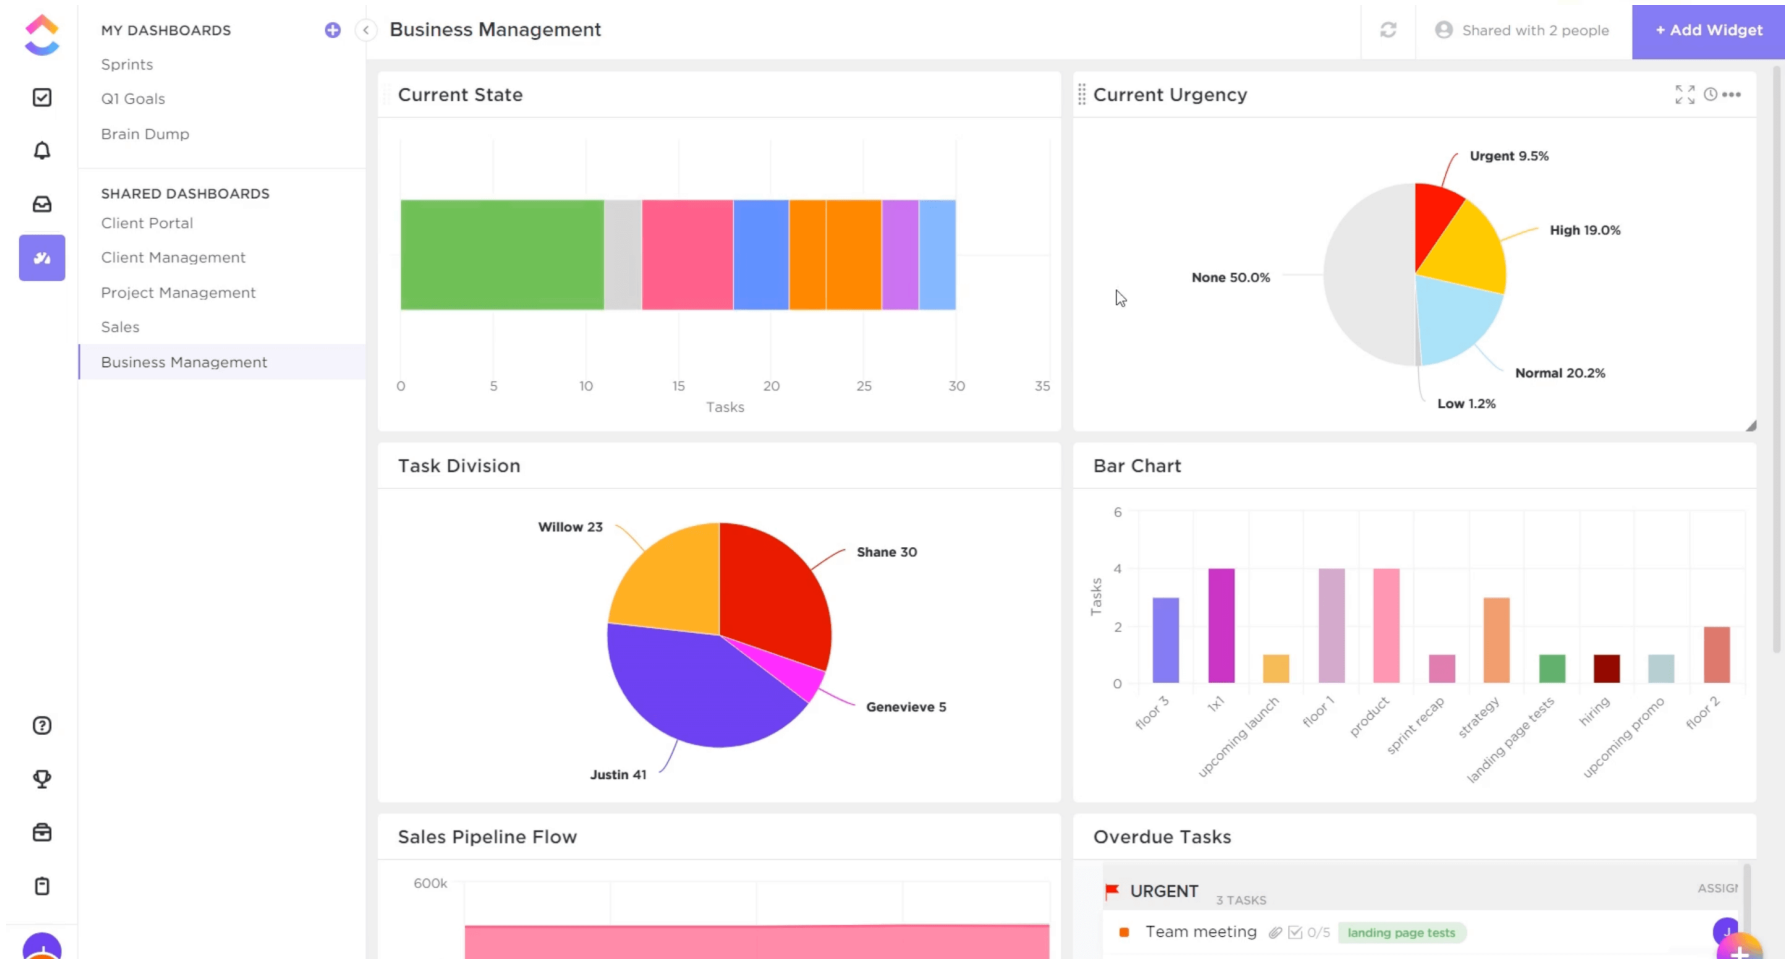 MY DASHBOARDS
Sprints
Q1 Goals
Brain Dump
SHARED DASHBOARDS
Client Portal
Client Management
Project Management
Sales
Business Management
Business Management
Shared with 2 people
+ Add Widget
Current State
0 5 10 15 20 25 30 35
Tasks
Current Urgency
Urgent 9.5%
High 19.0%
None 50.0%
Normal 20.2%
Low 1.2%
Task Division
Willow 23
Shane 30
Genevieve 5
Justin 41
Bar Chart
6
4
2
0
Tasks
floor 3
1x1
upcoming launch
floor 1
product
sprint recap
strategy
landing page tests
hiring
upcoming promo
floor 2
Sales Pipeline Flow
600k
Overdue Tasks
URGENT 3 TASKS
Team meeting 0/5 landing page tests J